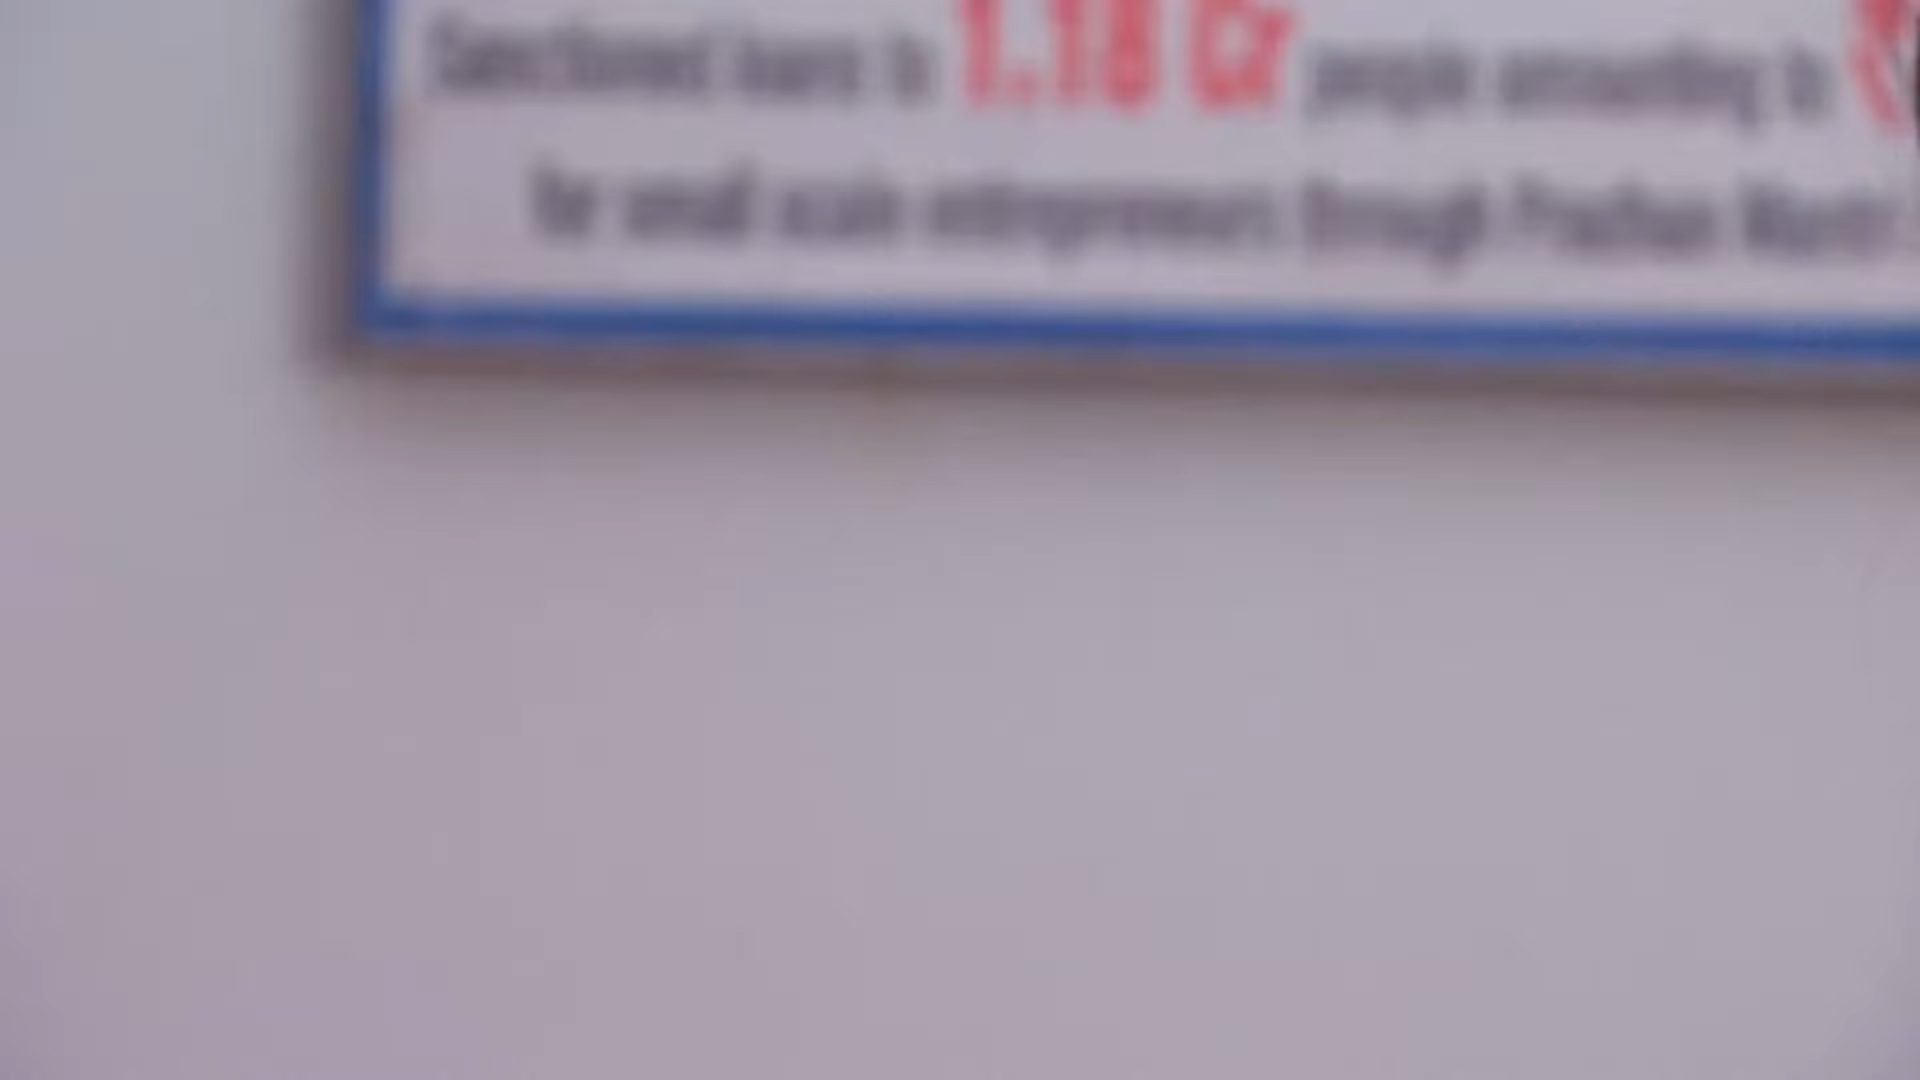 Sanctioned loans to 1.18 Cr people amounting to ₹
for small scale entrepreneurs through Pradhan Mantri